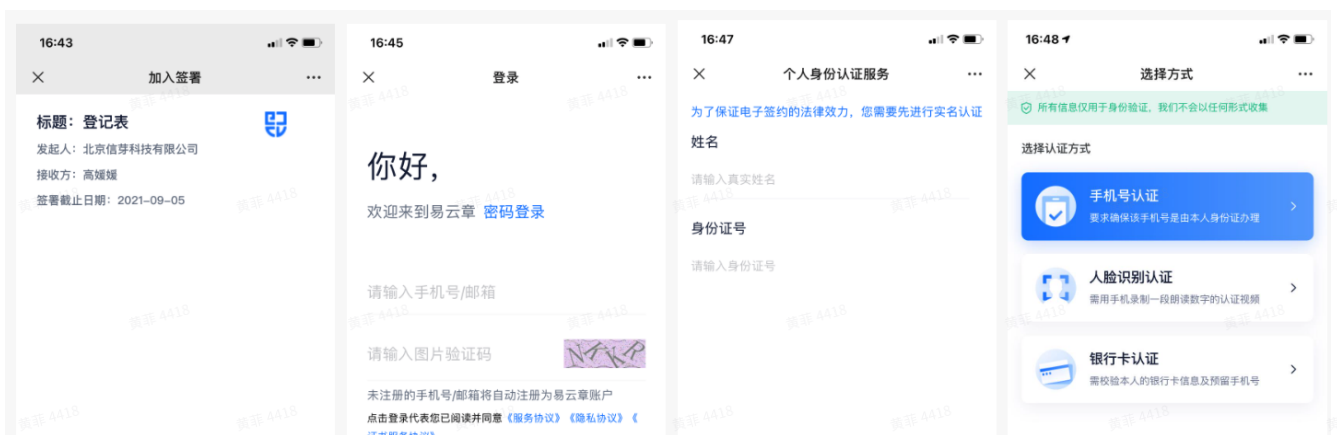 16:43
加入签署
标题：登记表
发起人：北京信芽科技有限公司
接收方：高媛媛
签署截止日期：2021-09-05
16:45
登录
你好，
欢迎来到易云章 密码登录
请输入手机号/邮箱
请输入图片验证码
NKKR
未注册的手机号/邮箱将自动注册为易云章账户
点击登录代表您已阅读并同意《服务协议》《隐私协议》《
16:47
个人身份认证服务
为了保证电子签约的法律效力，您需要先进行实名认证
姓名
请输入真实姓名
身份证号
请输入身份证号
16:48
选择方式
所有信息仅用于身份验证，我们不会以任何形式收集
选择认证方式
手机号认证
要求确保该手机号是由本人身份证办理
人脸识别认证
需用手机录制一段朗读数字的认证视频
银行卡认证
需校验本人的银行卡信息及预留手机号
黄菲 4418